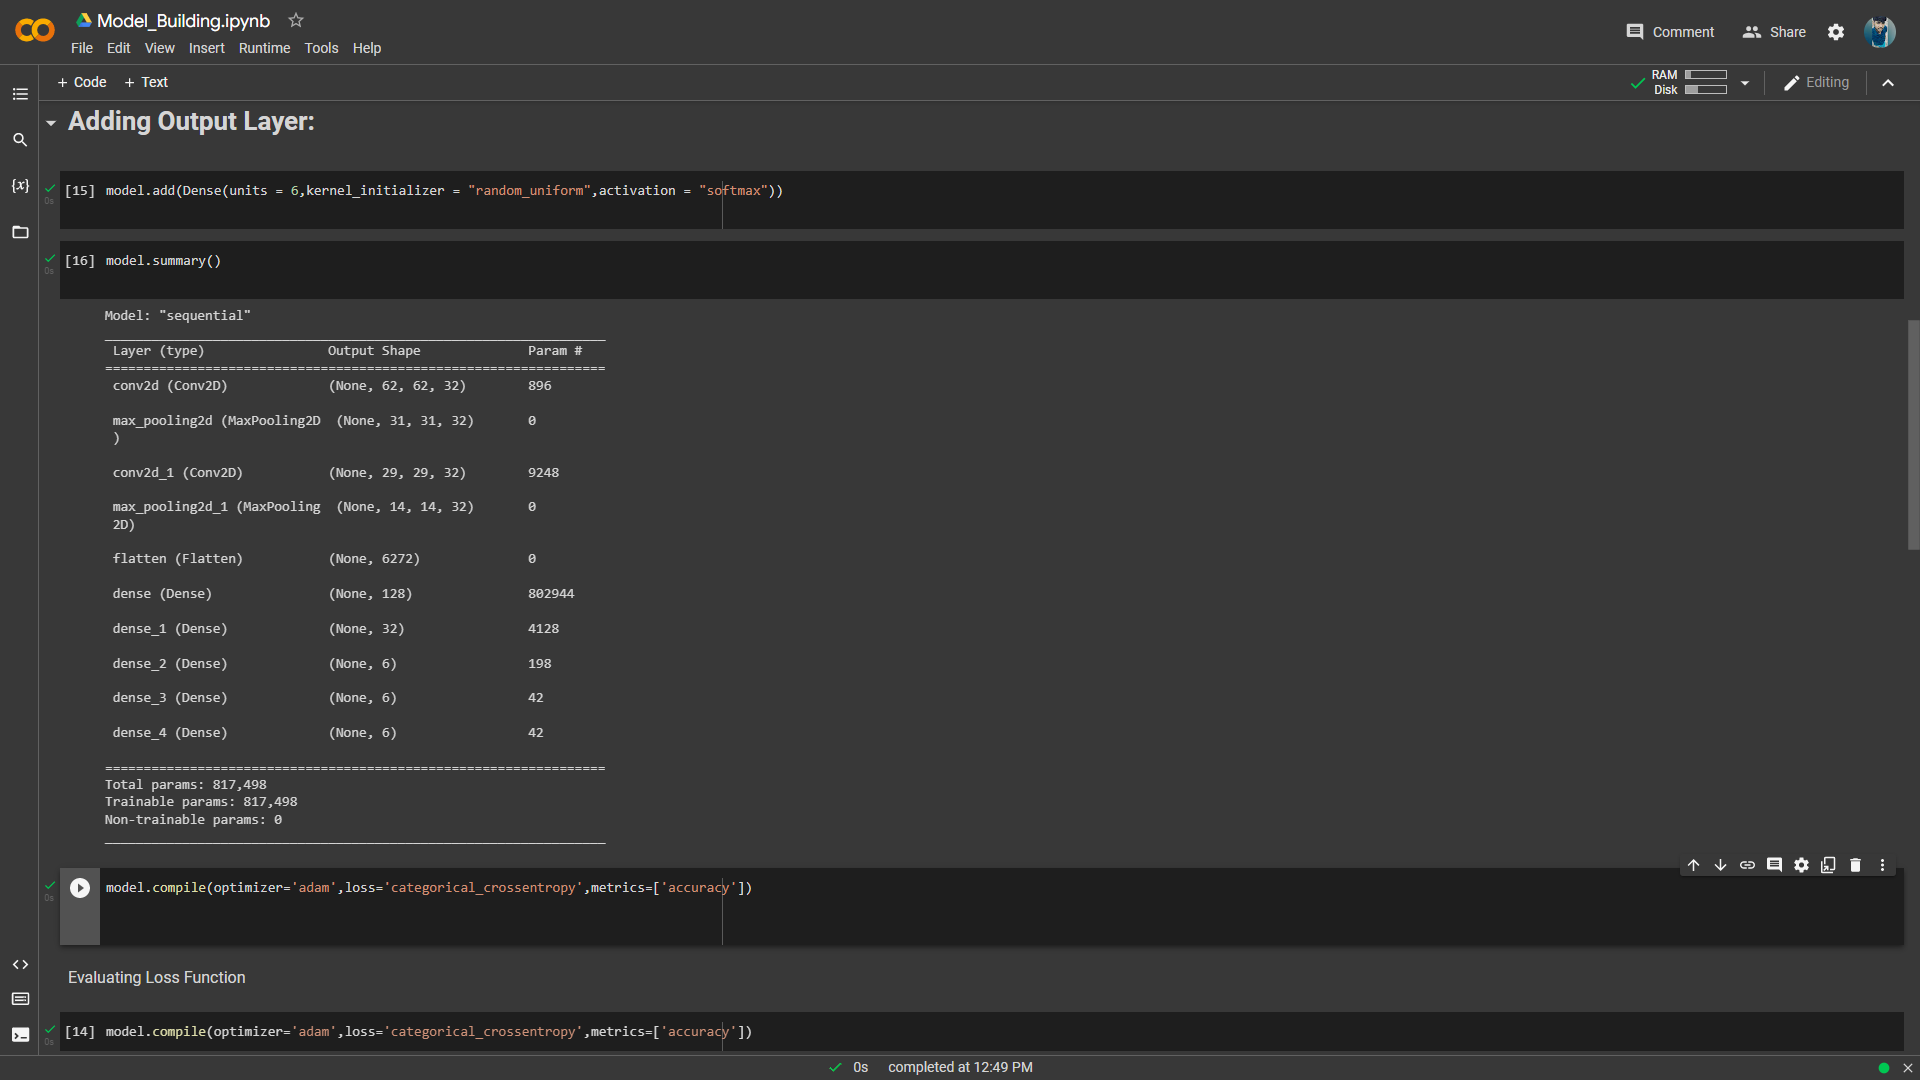 Model_Building.ipynb
File Edit View Insert Runtime Tools Help
Comment Share
+ Code + Text
RAM
Disk
Editing
Adding Output Layer:
[15] model.add(Dense(units = 6,kernel_initializer = "random_uniform",activation = "softmax"))
0s
[16] model.summary()
0s
Model: "sequential"
Layer (type) Output Shape Param #
=================================================================
conv2d (Conv2D) (None, 62, 62, 32) 896
max_pooling2d (MaxPooling2D (None, 31, 31, 32) 0
)
conv2d_1 (Conv2D) (None, 29, 29, 32) 9248
max_pooling2d_1 (MaxPooling (None, 14, 14, 32) 0
2D)
flatten (Flatten) (None, 6272) 0
dense (Dense) (None, 128) 802944
dense_1 (Dense) (None, 32) 4128
dense_2 (Dense) (None, 6) 198
dense_3 (Dense) (None, 6) 42
dense_4 (Dense) (None, 6) 42
=================================================================
Total params: 817,498
Trainable params: 817,498
Non-trainable params: 0
model.compile(optimizer='adam',loss='categorical_crossentropy',metrics=['accuracy'])
0s
Evaluating Loss Function
[14] model.compile(optimizer='adam',loss='categorical_crossentropy',metrics=['accuracy'])
0s
0s completed at 12:49 PM